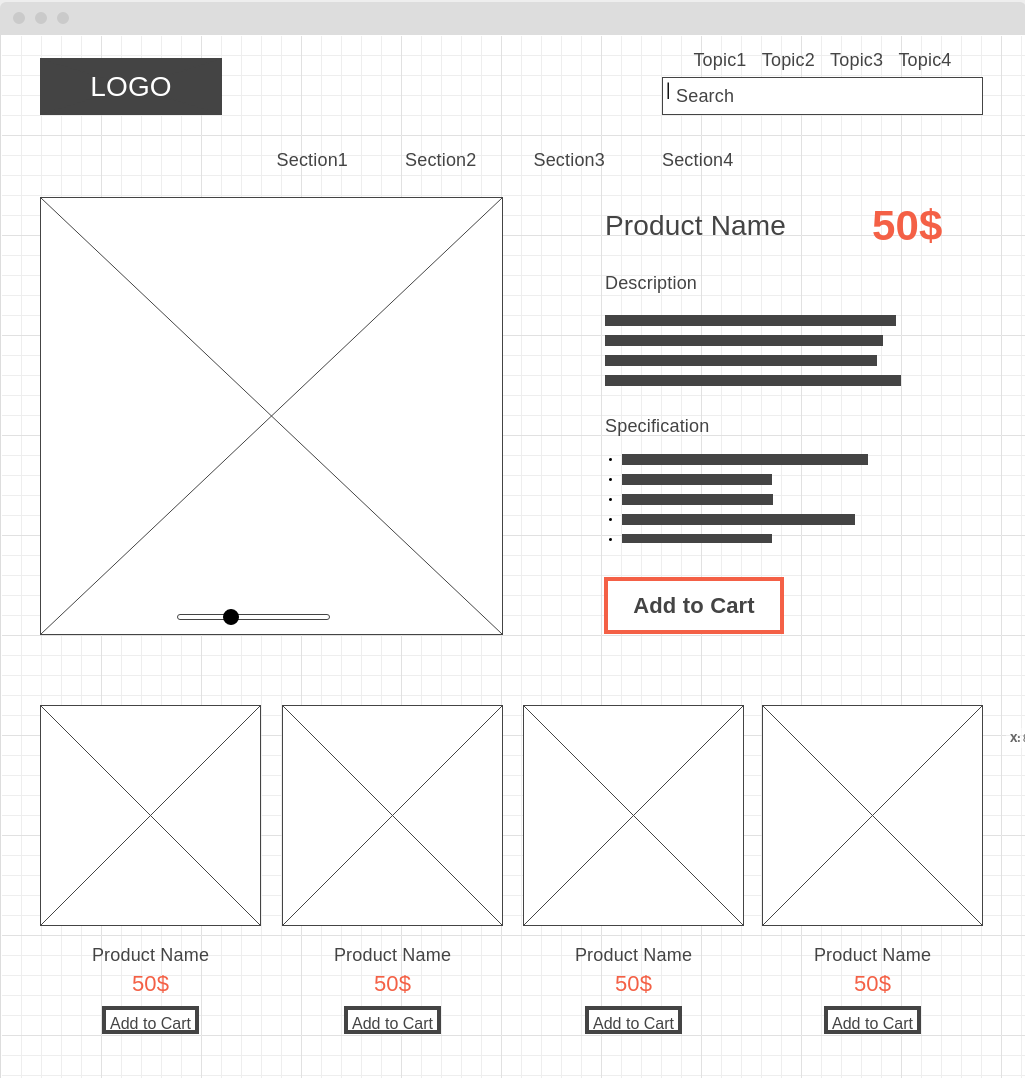 LOGO
Topic1 Topic2 Topic3 Topic4
Search
Section1 Section2 Section3 Section4
Product Name 50$
Description
Specification
Add to Cart
X:
Product Name Product Name Product Name Product Name
50$ 50$ 50$ 50$
Add to Cart Add to Cart Add to Cart Add to Cart